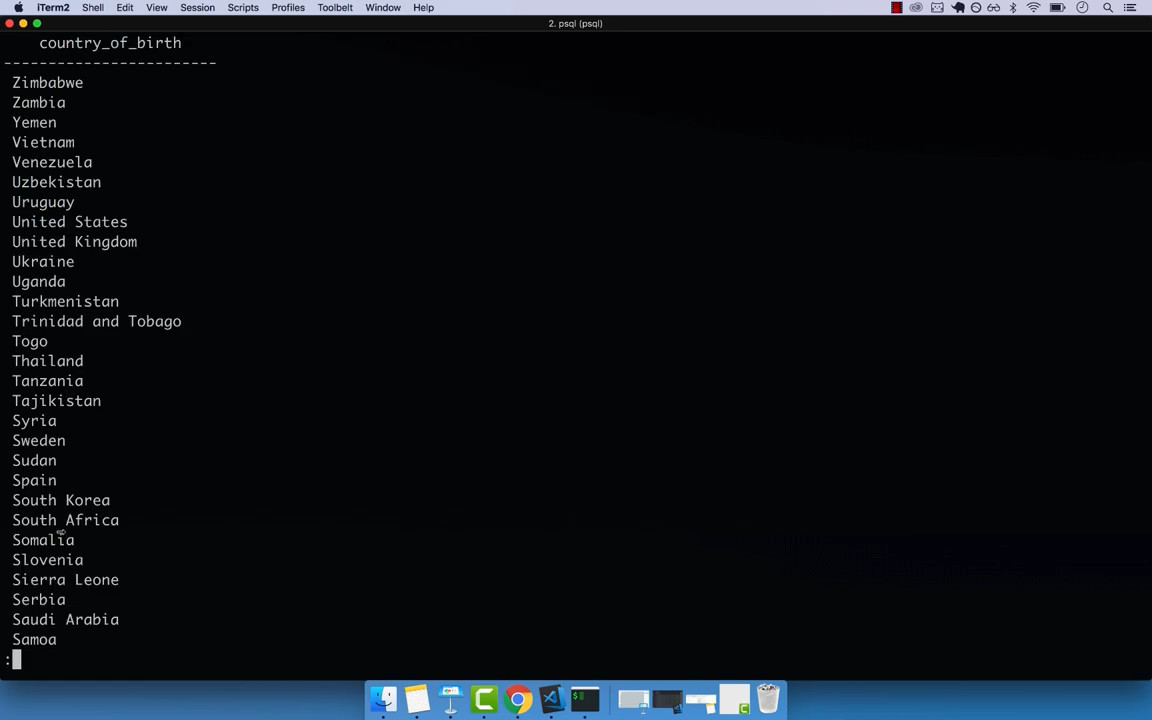 iTerm2 Shell Edit View Session Scripts Profiles Toolbelt Window Help
2. psql (psql)
country_of_birth
------------------------
Zimbabwe
Zambia
Yemen
Vietnam
Venezuela
Uzbekistan
Uruguay
United States
United Kingdom
Ukraine
Uganda
Turkmenistan
Trinidad and Tobago
Togo
Thailand
Tanzania
Tajikistan
Syria
Sweden
Sudan
Spain
South Korea
South Africa
Somalia
Slovenia
Sierra Leone
Serbia
Saudi Arabia
Samoa
: